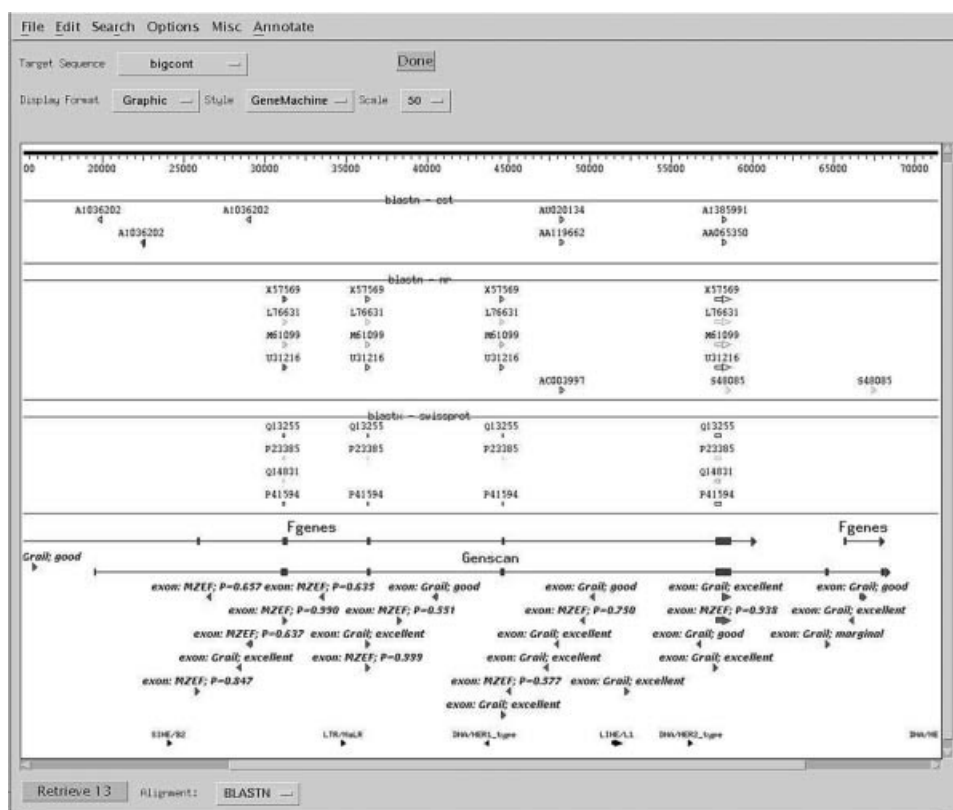 File Edit Search Options Misc Annotate
Target Sequence bigcont Done
Display Format Graphic Style GeneMachine Scale 50
00 20000 25000 30000 35000 40000 45000 50000 55000 60000 65000 70000
blastn - est
AI036202 AI036202 AU020134 AI385991
AI036202 AA119662 AA065350
blastn - nr
X57569 X57569 X57569 X57569
L76631 L76631 L76631 L76631
M61099 M61099 M61099 M61099
U31216 U31216 U31216 U31216
AC003997 S48085 S48085
blastx - swissprot
Q13255 Q13255 Q13255 Q13255
P23385 P23385 P23385 P23385
Q14831 Q14831
P41594 P41594 P41594 P41594
Fgenes Fgenes
Grail; good Genscan
exon: MZEF; P=0.657 exon: MZEF; P=0.635 exon: Grail; good exon: Grail; good exon: Grail; excellent exon: Grail; good
exon: MZEF; P=0.990 exon: MZEF; P=0.551 exon: MZEF; P=0.750 exon: MZEF; P=0.938 exon: Grail; excellent
exon: MZEF; P=0.637 exon: Grail; excellent exon: Grail; excellent exon: Grail; good exon: Grail; marginal
exon: Grail; excellent exon: MZEF; P=0.999 exon: Grail; excellent exon: Grail; excellent
exon: MZEF; P=0.847 exon: MZEF; P=0.577 exon: Grail; excellent
exon: Grail; excellent
SINE/B2 LTR/MaLR DNA/MER1_type LINE/L1 DNA/MER2_type DNA/ME
Retrieve 13 Alignment: BLASTN